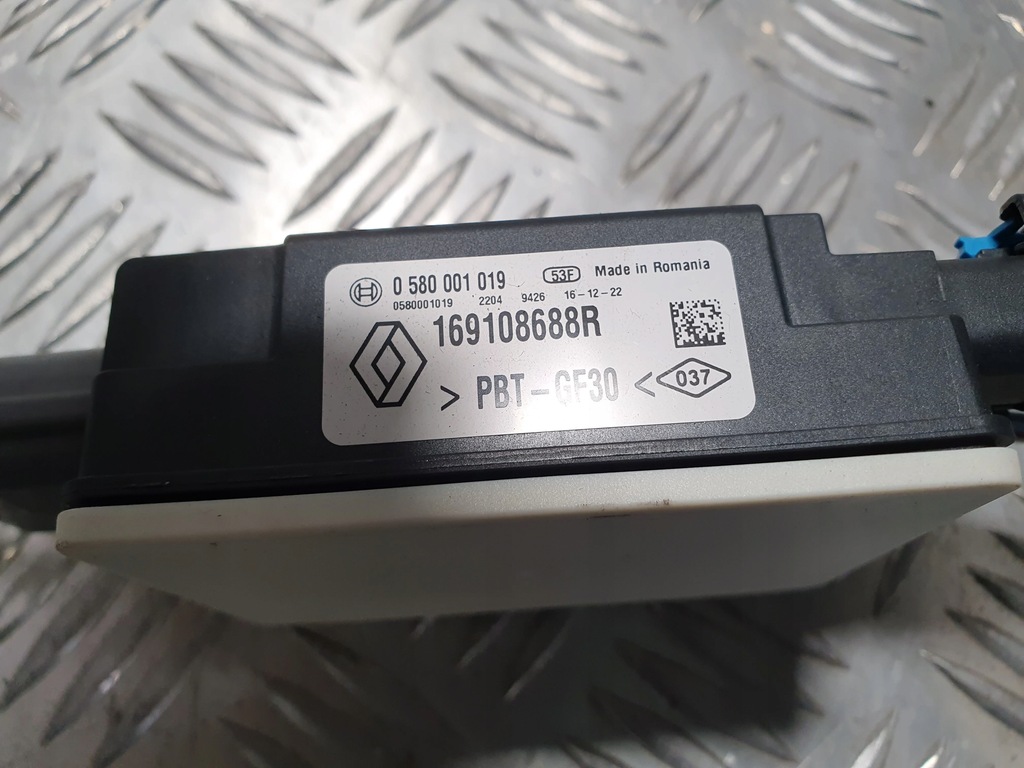 0 580 001 019 53F Made in Romania
0580001019 2204 9426 16-12-22
169108688R
> PBT-GF30 < 037